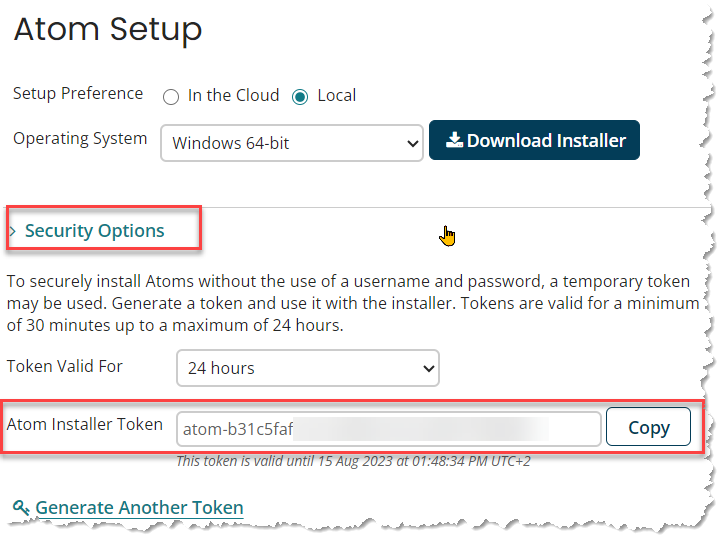 Atom Setup
Setup Preference In the Cloud Local
Operating System Windows 64-bit Download Installer
Security Options
To securely install Atoms without the use of a username and password, a temporary token
may be used. Generate a token and use it with the installer. Tokens are valid for a minimum
of 30 minutes up to a maximum of 24 hours.
Token Valid For 24 hours
Atom Installer Token atom-b31c5faf Copy
This token is valid until 15 Aug 2023 at 01:48:34 PM UTC+2
Generate Another Token